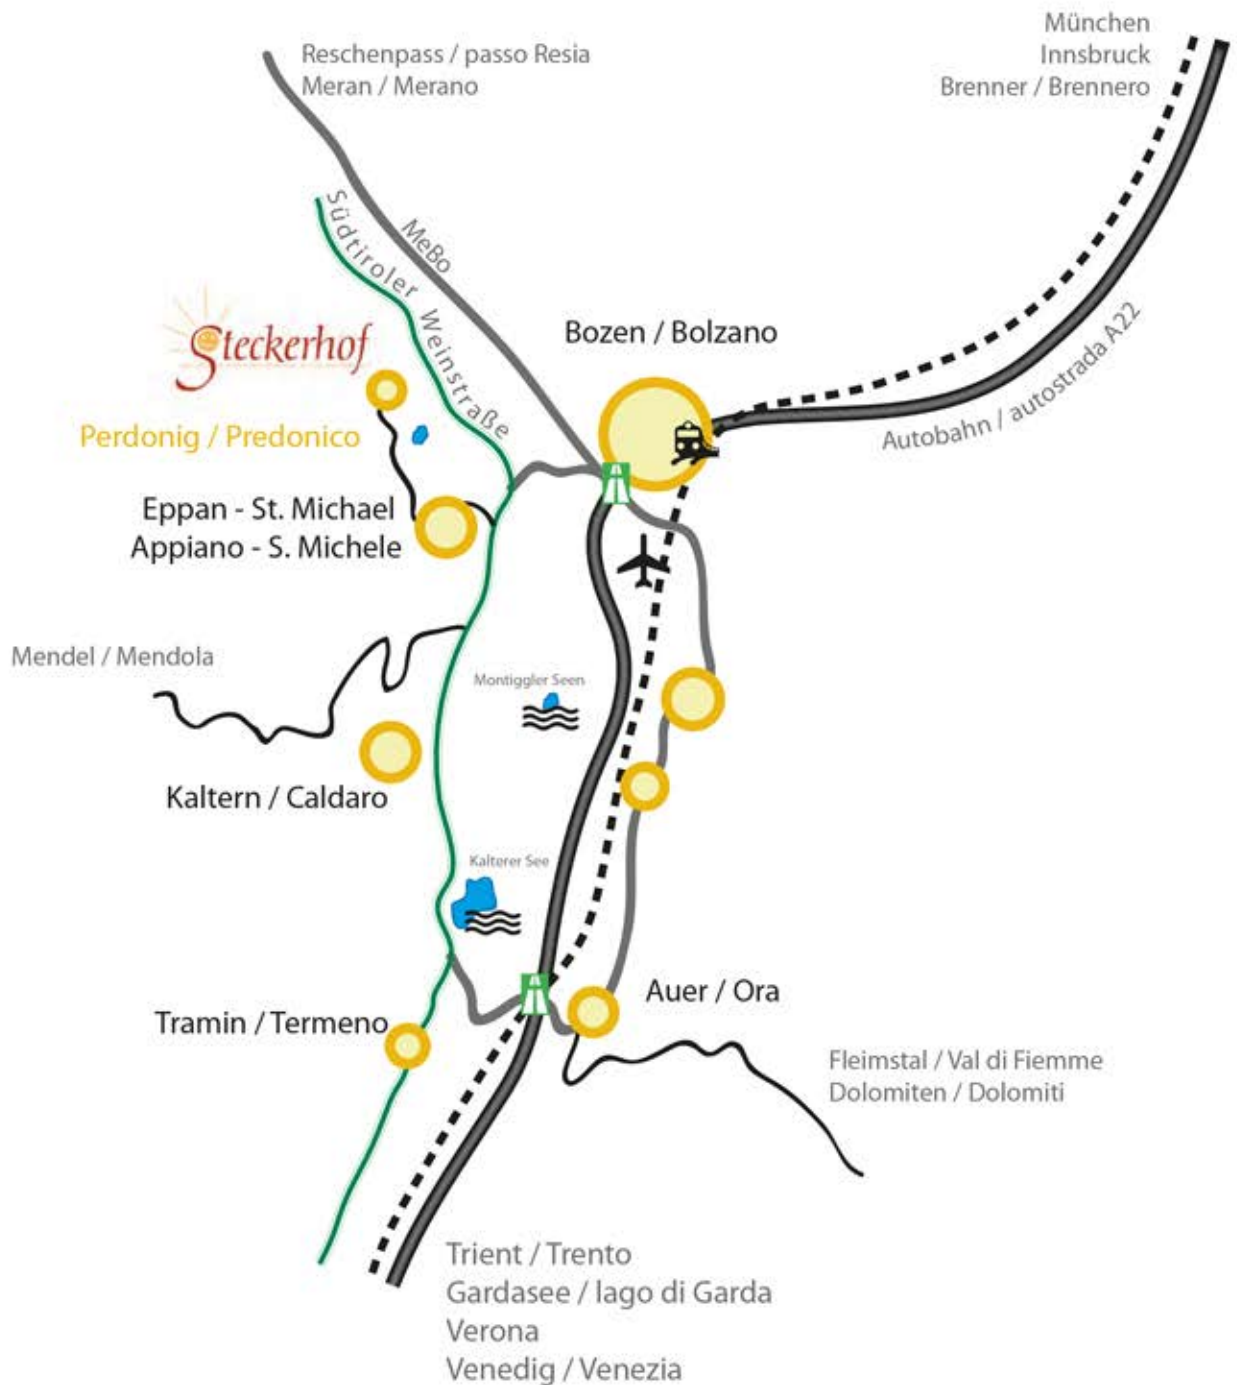 Reschenpass / passo Resia
Meran / Merano
München
Innsbruck
Brenner / Brennero
Südtiroler Weinstraße
MeBo
Steckerhof
Bozen / Bolzano
Autobahn / autostrada A22
Perdonig / Predonico
Eppan - St. Michael
Appiano - S. Michele
Mendel / Mendola
Montiggler Seen
Kaltern / Caldaro
Kalterer See
Auer / Ora
Tramin / Termeno
Fleimstal / Val di Fiemme
Dolomiten / Dolomiti
Trient / Trento
Gardasee / lago di Garda
Verona
Venedig / Venezia